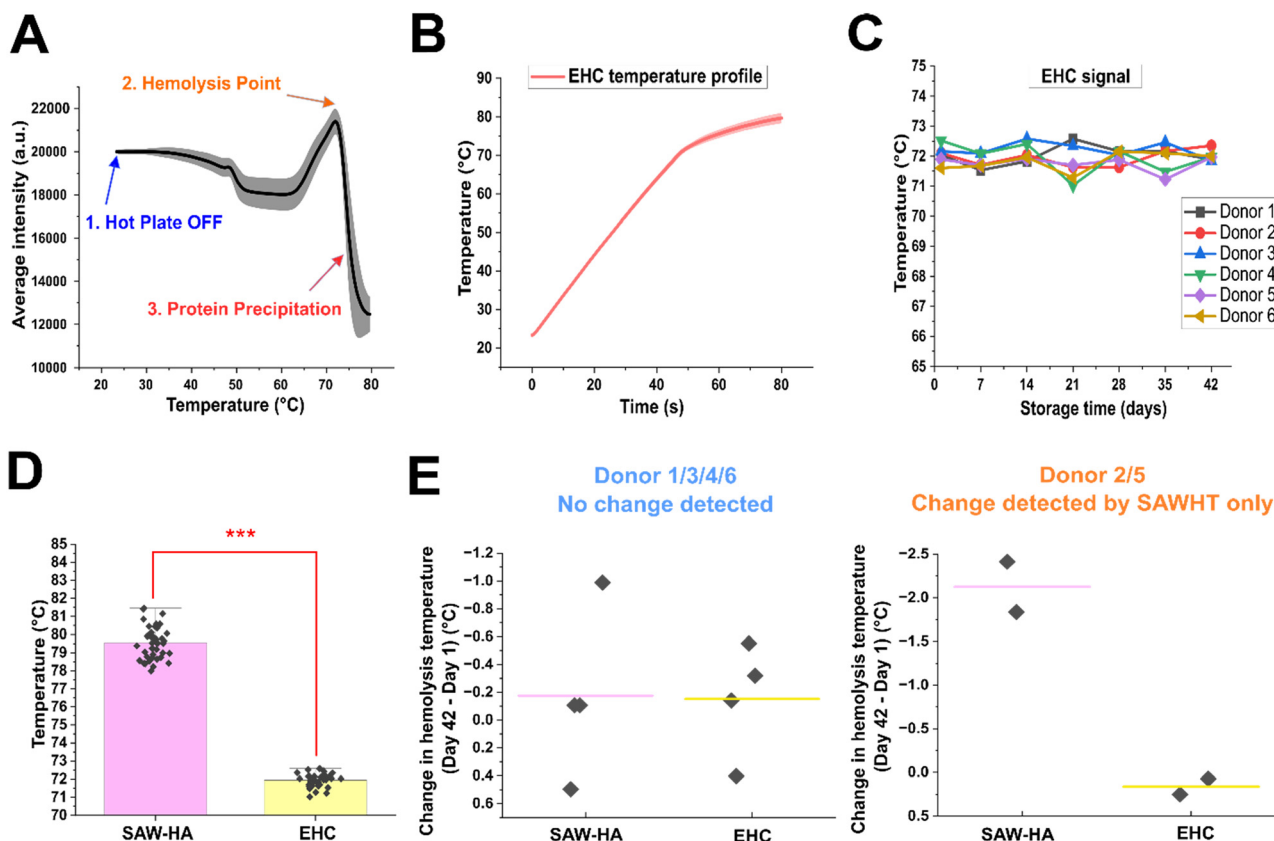 A
2. Hemolysis Point
22000
20000
18000
16000
14000
12000
10000
Average intensity (a.u.)
1. Hot Plate OFF
3. Protein Precipitation
20 30 40 50 60 70 80
Temperature (°C)
B
EHC temperature profile
90
80
70
60
50
40
30
20
Temperature (°C)
0 20 40 60 80
Time (s)
C
EHC signal
75
74
73
72
71
70
69
68
67
66
65
Temperature (°C)
Donor 1
Donor 2
Donor 3
Donor 4
Donor 5
Donor 6
0 7 14 21 28 35 42
Storage time (days)
D
***
85
84
83
82
81
80
79
78
77
76
75
74
73
72
71
70
Temperature (°C)
SAW-HA EHC
E
Donor 1/3/4/6
No change detected
−1.2
−1.0
−0.8
−0.6
−0.4
−0.2
0.0
0.2
0.4
0.6
Change in hemolysis temperature
(Day 42 - Day 1) (°C)
SAW-HA EHC
Donor 2/5
Change detected by SAWHT only
−2.5
−2.0
−1.5
−1.0
−0.5
0.0
0.5
Change in hemolysis temperature
(Day 42 - Day 1) (°C)
SAW-HA EHC